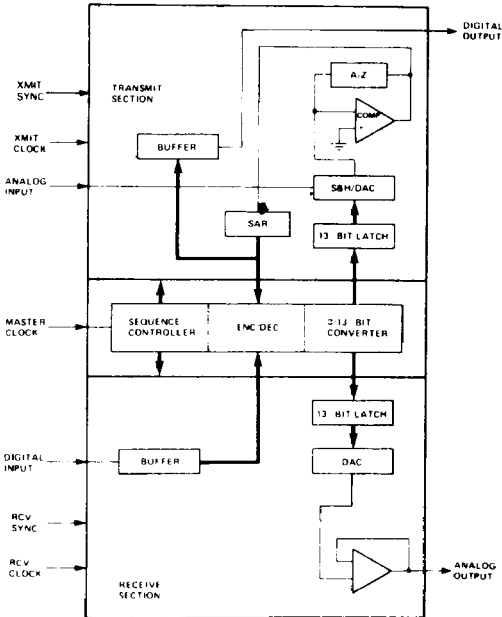 DIGITAL
OUTPUT
XMIT
SYNC
TRANSMIT
SECTION
A/Z
COMP
XMIT
CLOCK
BUFFER
ANALOG
INPUT
S&H/DAC
SAR
13 BIT LATCH
MASTER
CLOCK
SEQUENCE
CONTROLLER
ENC/DEC
8-13 BIT
CONVERTER
13 BIT LATCH
DIGITAL
INPUT
BUFFER
DAC
RCV
SYNC
RCV
CLOCK
ANALOG
OUTPUT
RECEIVE
SECTION